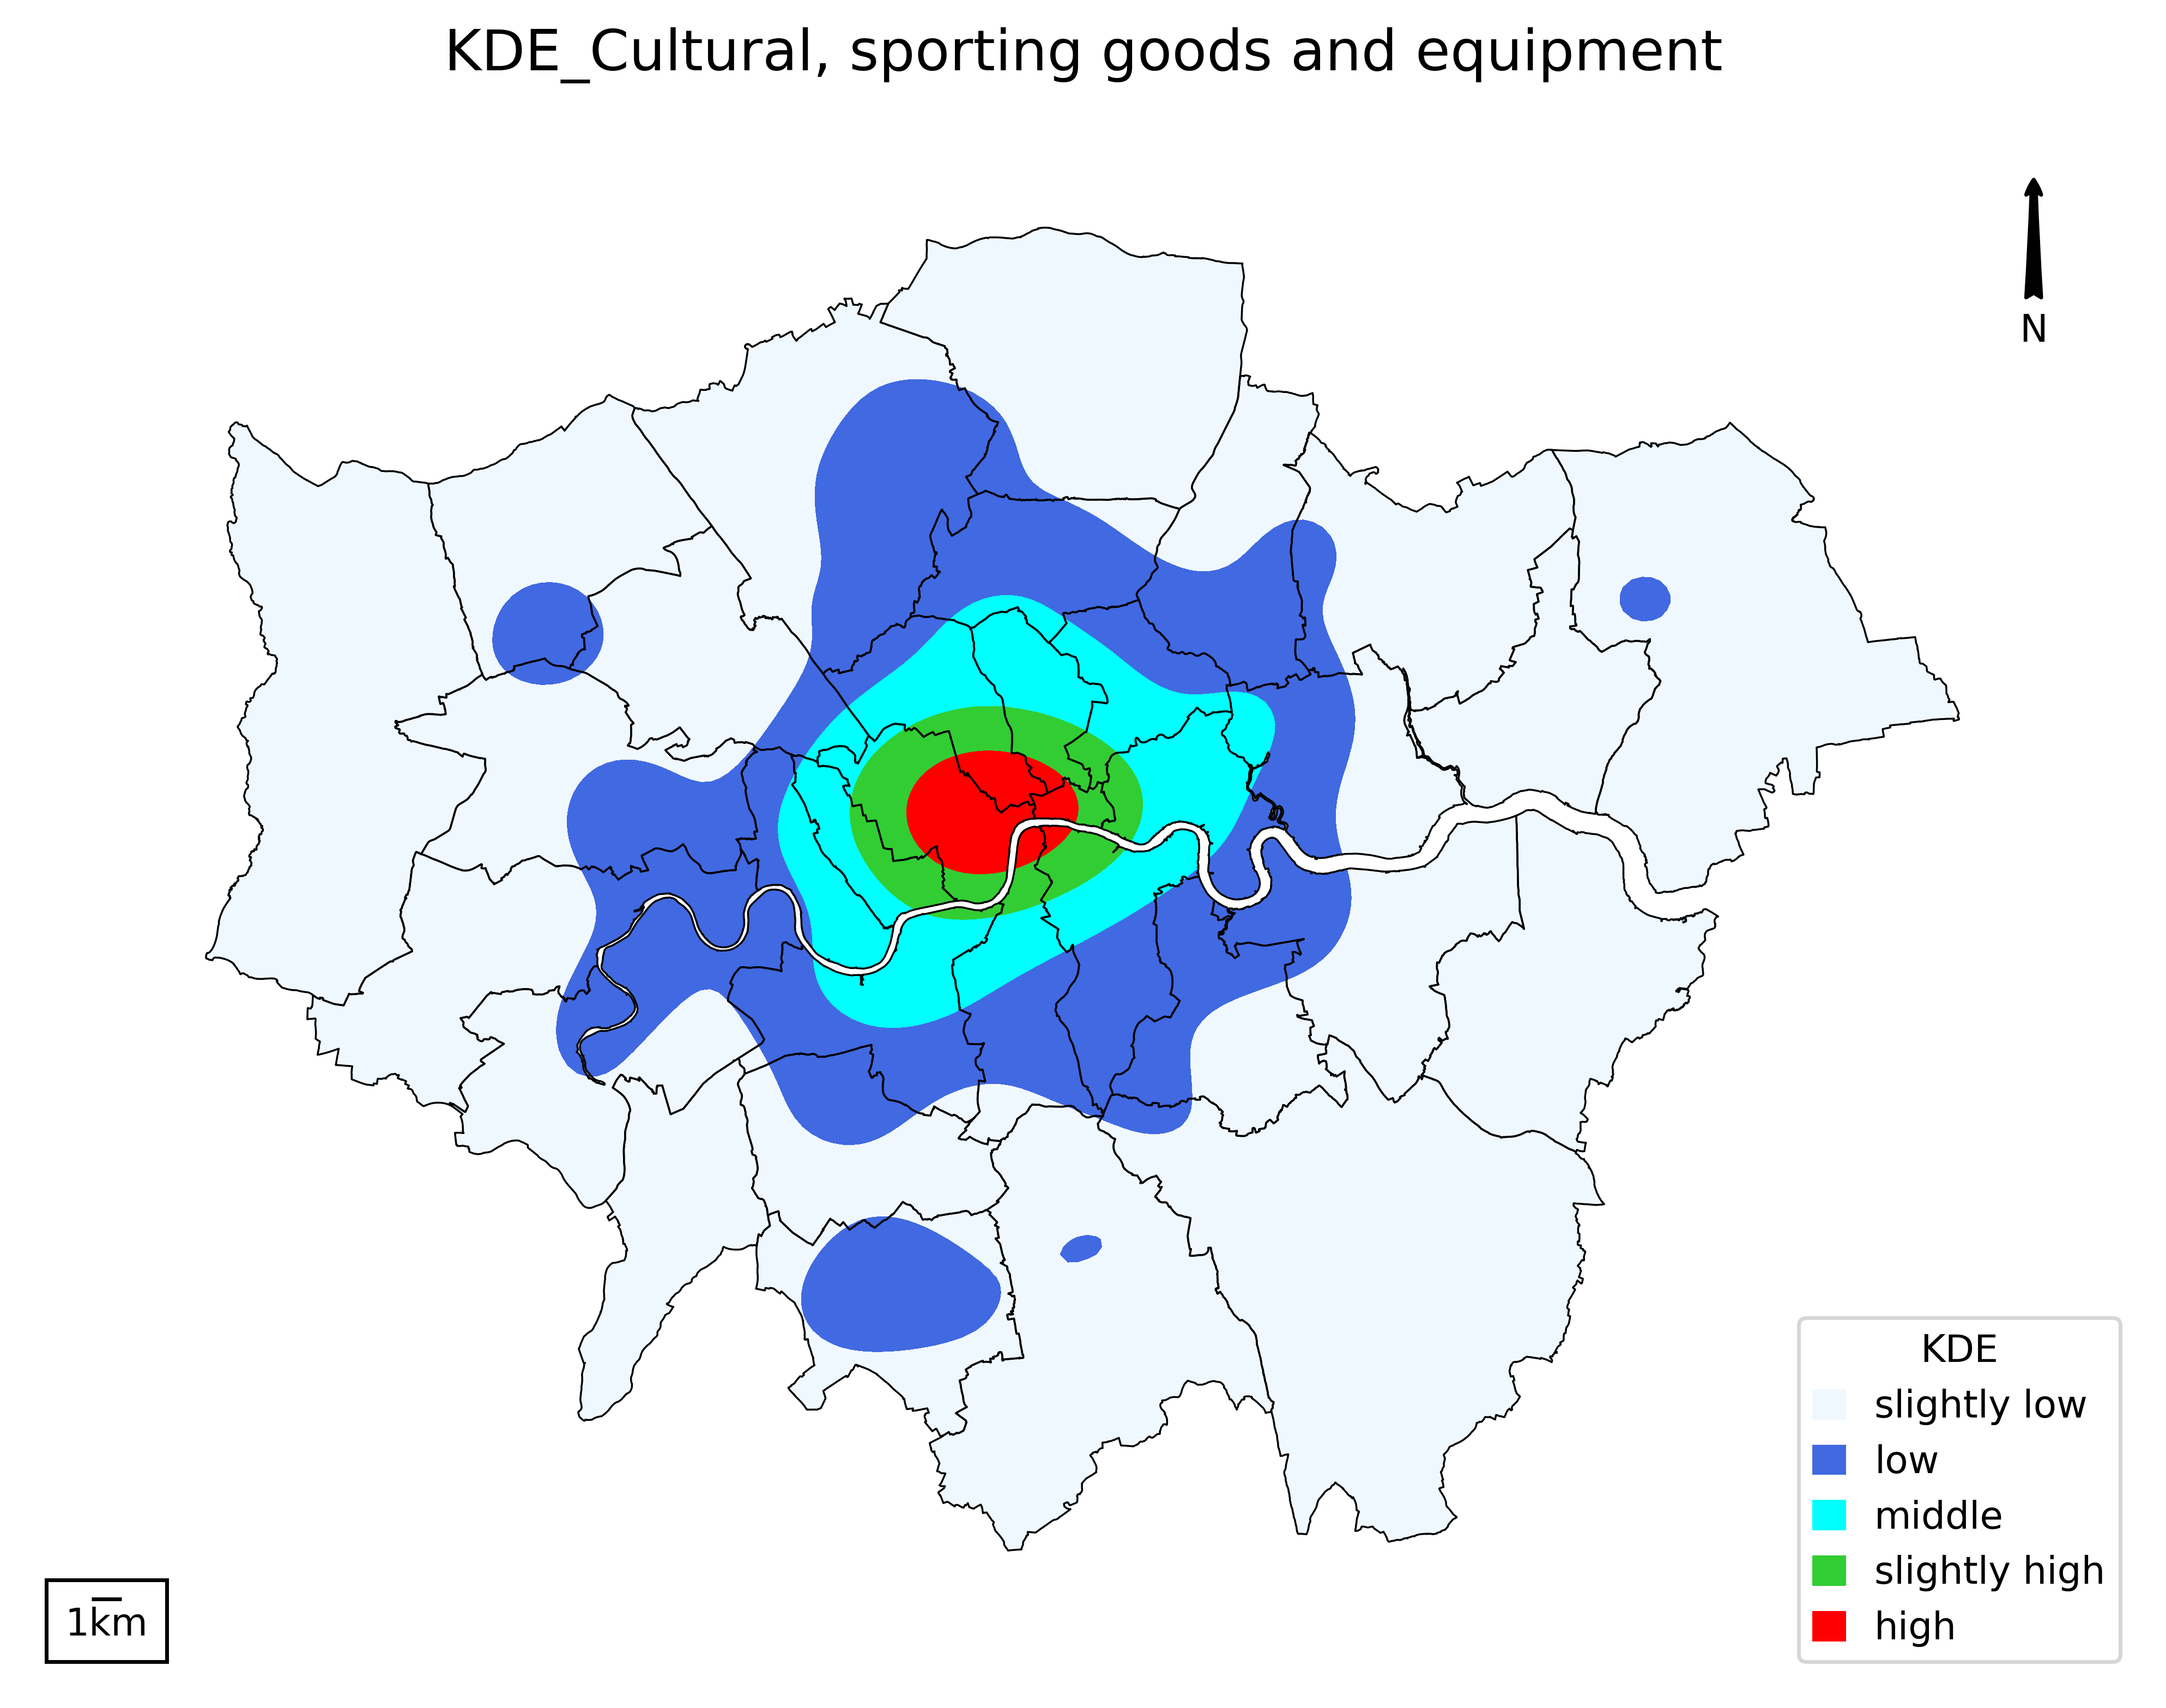 KDE_Cultural, sporting goods and equipment
N
KDE
slightly low
low
middle
slightly high
high
1km